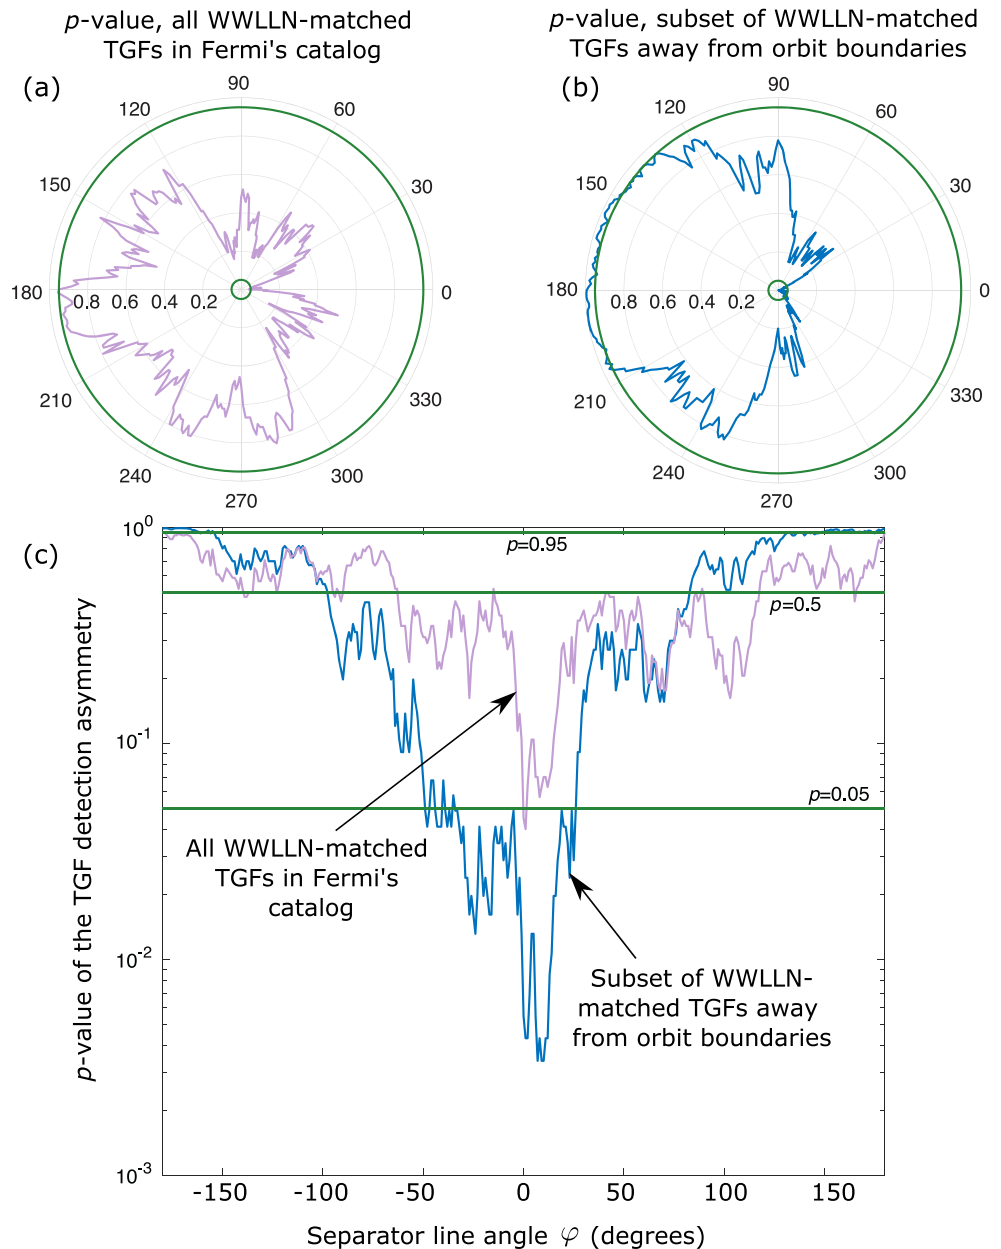 p-value, all WWLLN-matched
TGFs in Fermi's catalog
p-value, subset of WWLLN-matched
TGFs away from orbit boundaries
(a)
90
120
60
150
30
180
0.8
0.6
0.4
0.2
0
210
330
240
300
270
(b)
90
120
60
150
30
180
0.8
0.6
0.4
0.2
0
210
330
240
300
270
(c)
p-value of the TGF detection asymmetry
10^0
10^-1
10^-2
10^-3
p=0.95
p=0.5
p=0.05
All WWLLN-matched
TGFs in Fermi's
catalog
Subset of WWLLN-
matched TGFs away
from orbit boundaries
-150
-100
-50
0
50
100
150
Separator line angle φ (degrees)